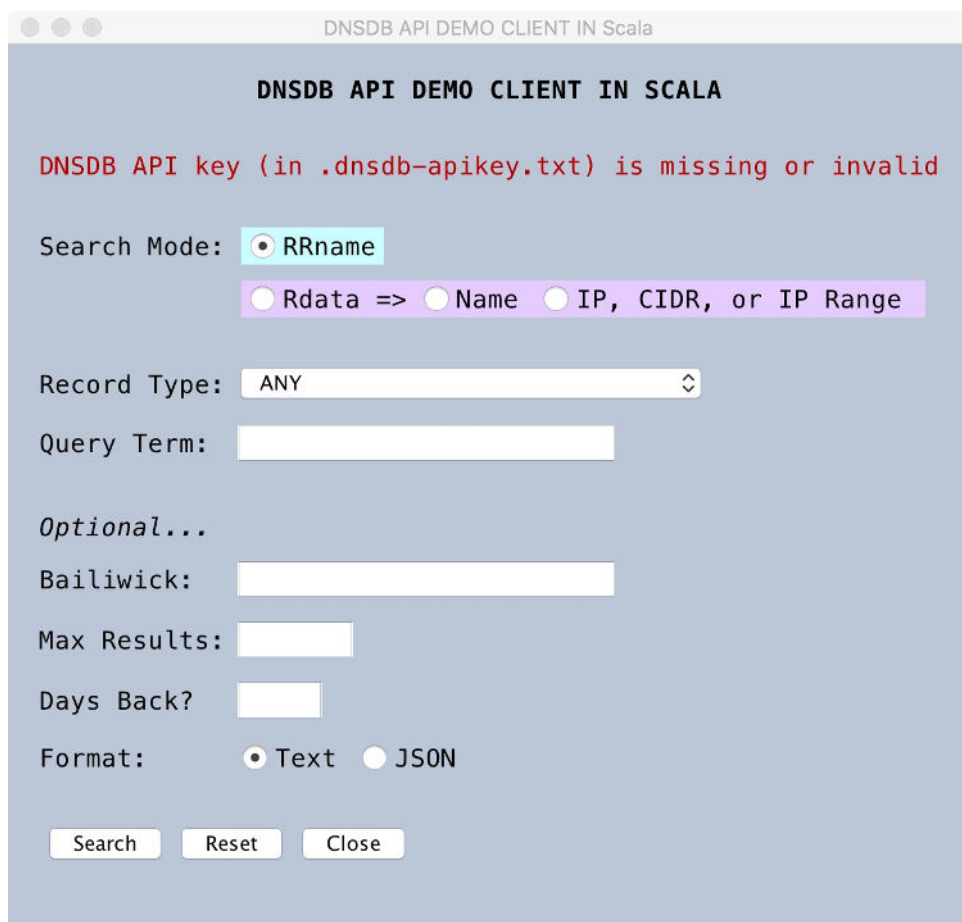 DNSDB API DEMO CLIENT IN Scala
DNSDB API DEMO CLIENT IN SCALA
DNSDB API key (in .dnsdb-apikey.txt) is missing or invalid
Search Mode: RRname
Rdata => Name IP, CIDR, or IP Range
Record Type: ANY
Query Term:
Optional...
Bailiwick:
Max Results:
Days Back?
Format: Text JSON
Search Reset Close